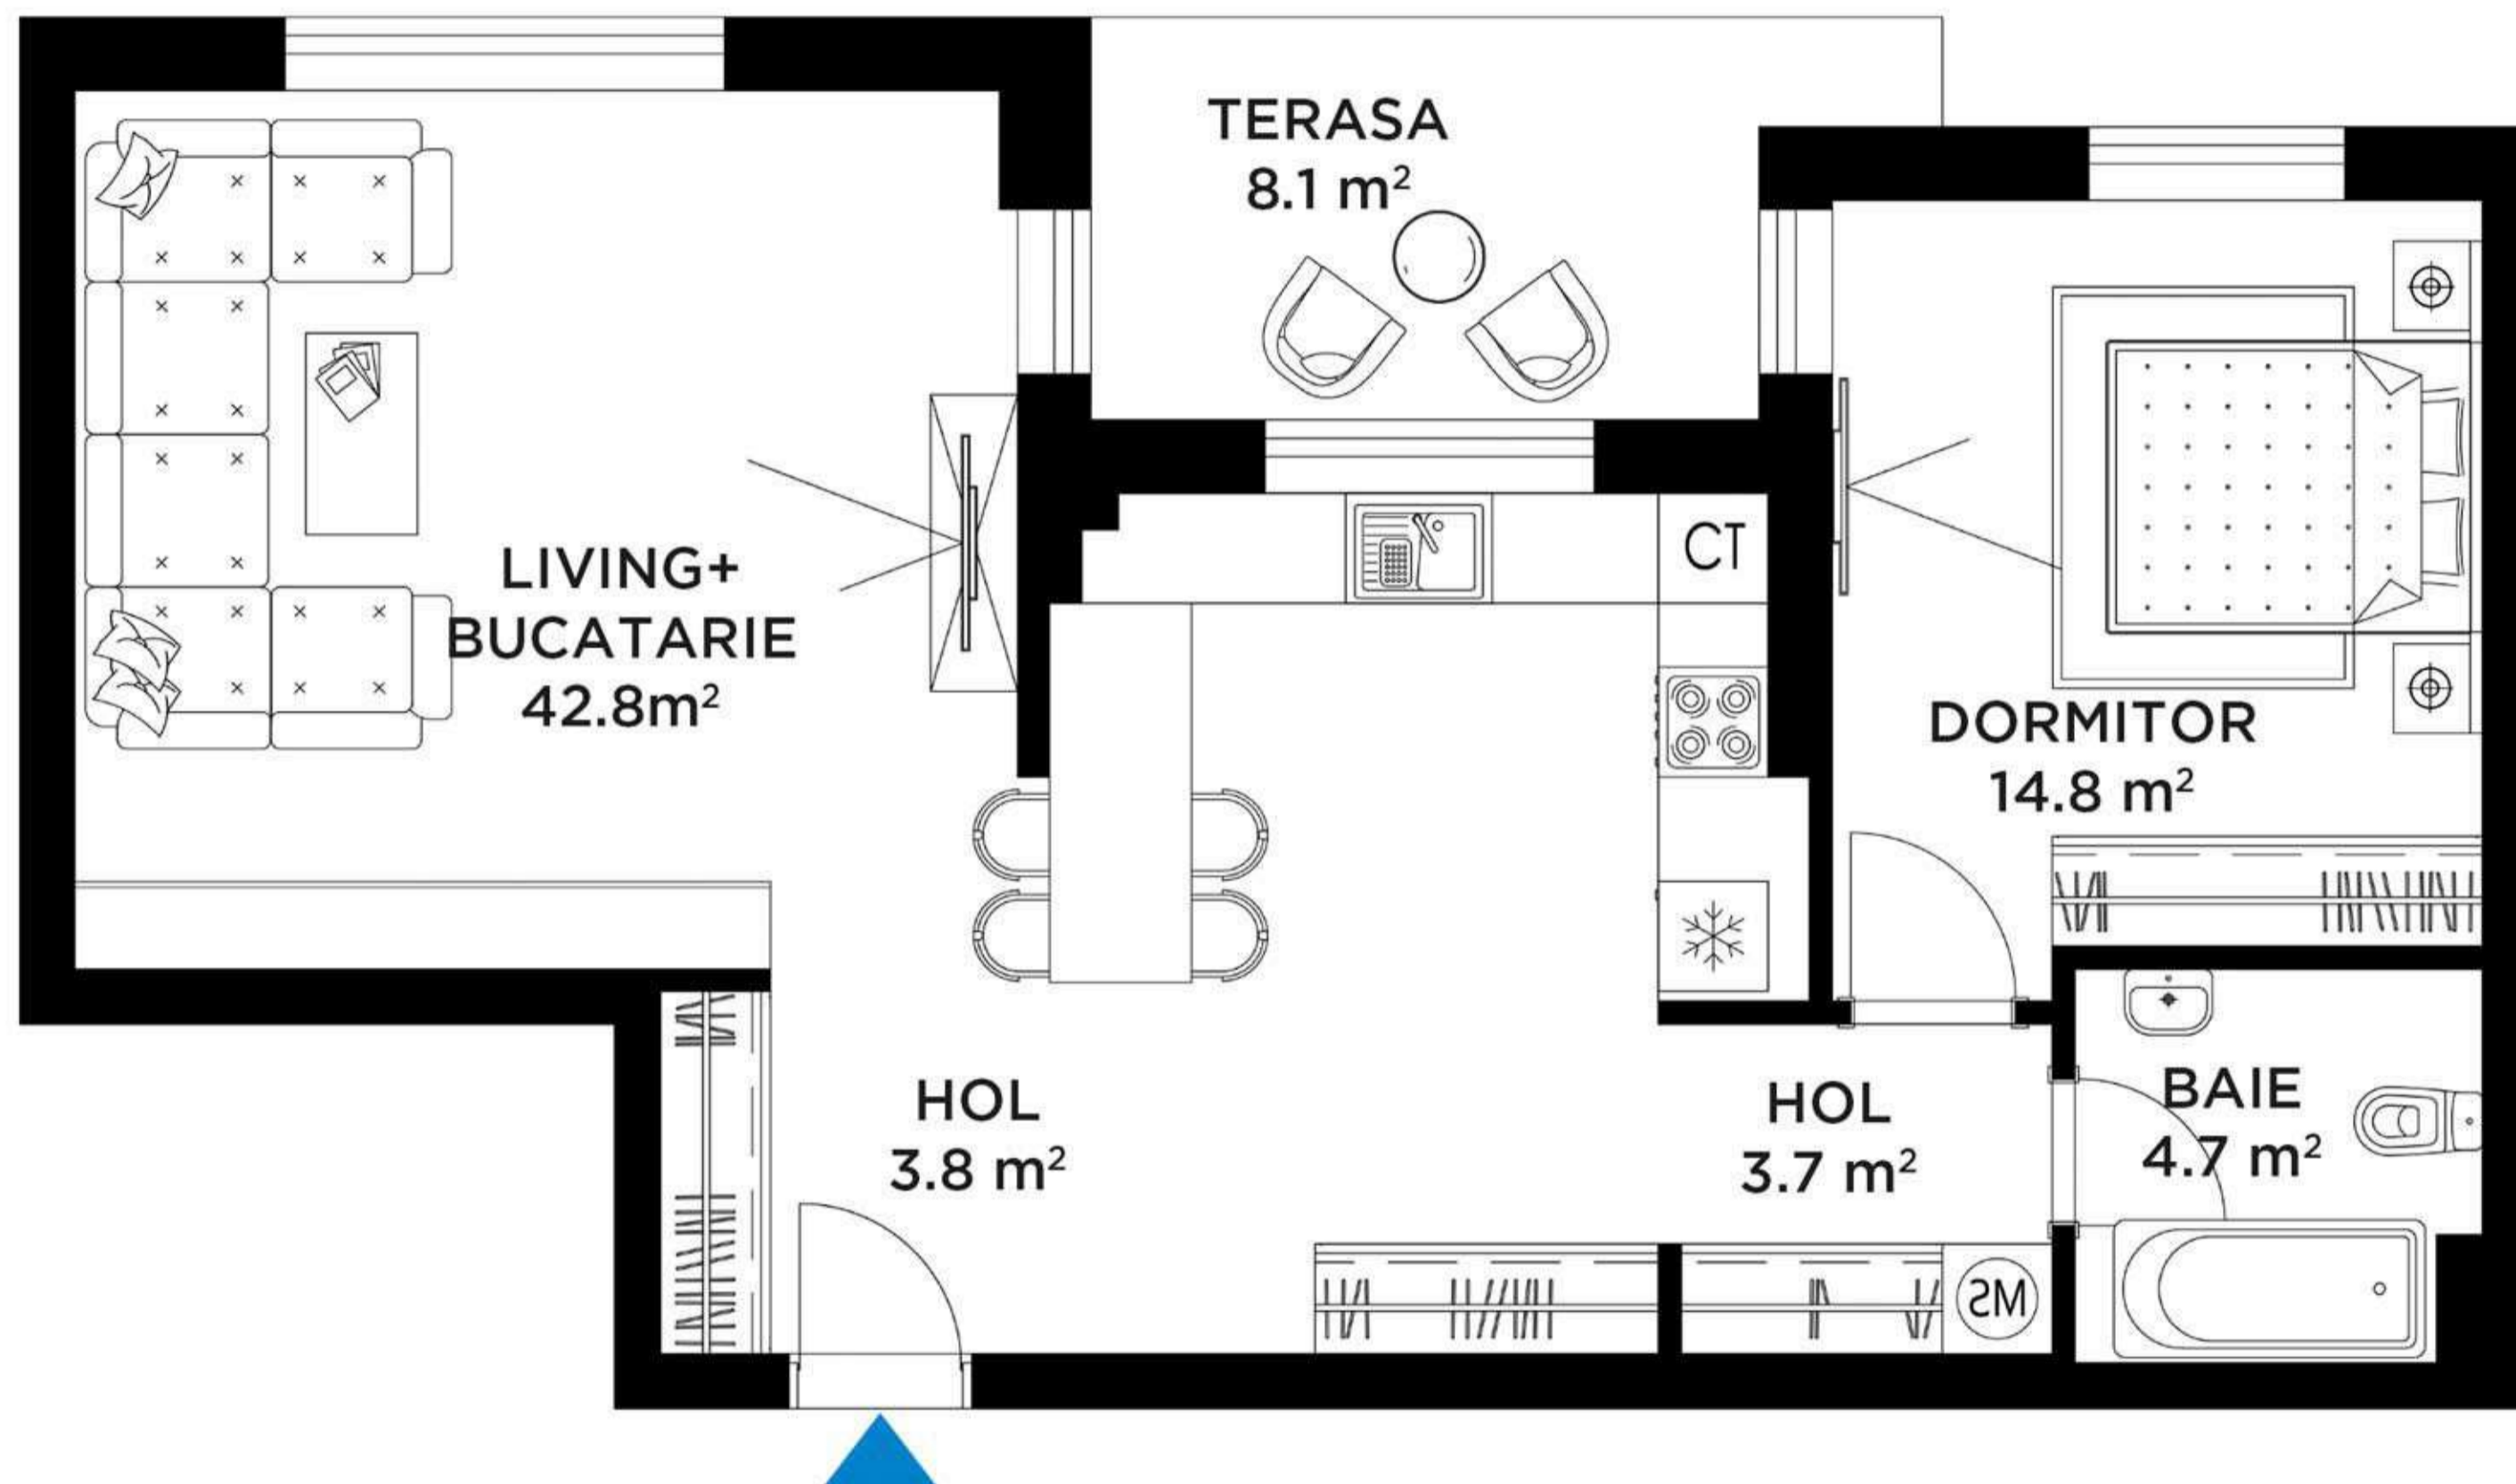 TERASA
8.1 m²
LIVING+
BUCATARIE
42.8m²
CT
DORMITOR
14.8 m²
HOL
3.8 m²
HOL
3.7 m²
BAIE
4.7 m²
SM